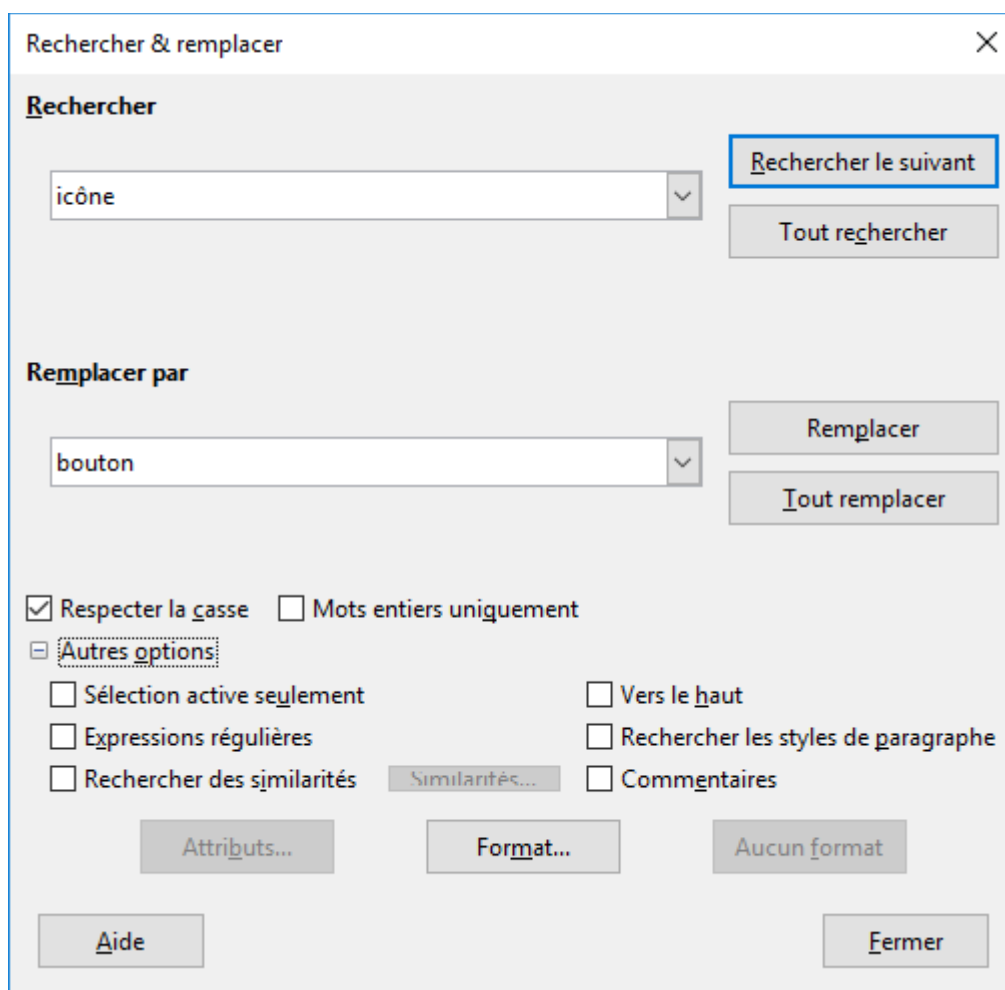 Rechercher & remplacer
Rechercher
Rechercher le suivant
icône
Tout rechercher
Remplacer par
Remplacer
bouton
Tout remplacer
Respecter la casse Mots entiers uniquement
Autres options
Sélection active seulement Vers le haut
Expressions régulières Rechercher les styles de paragraphe
Rechercher des similarités Similarités... Commentaires
Attributs... Format... Aucun format
Aide Fermer